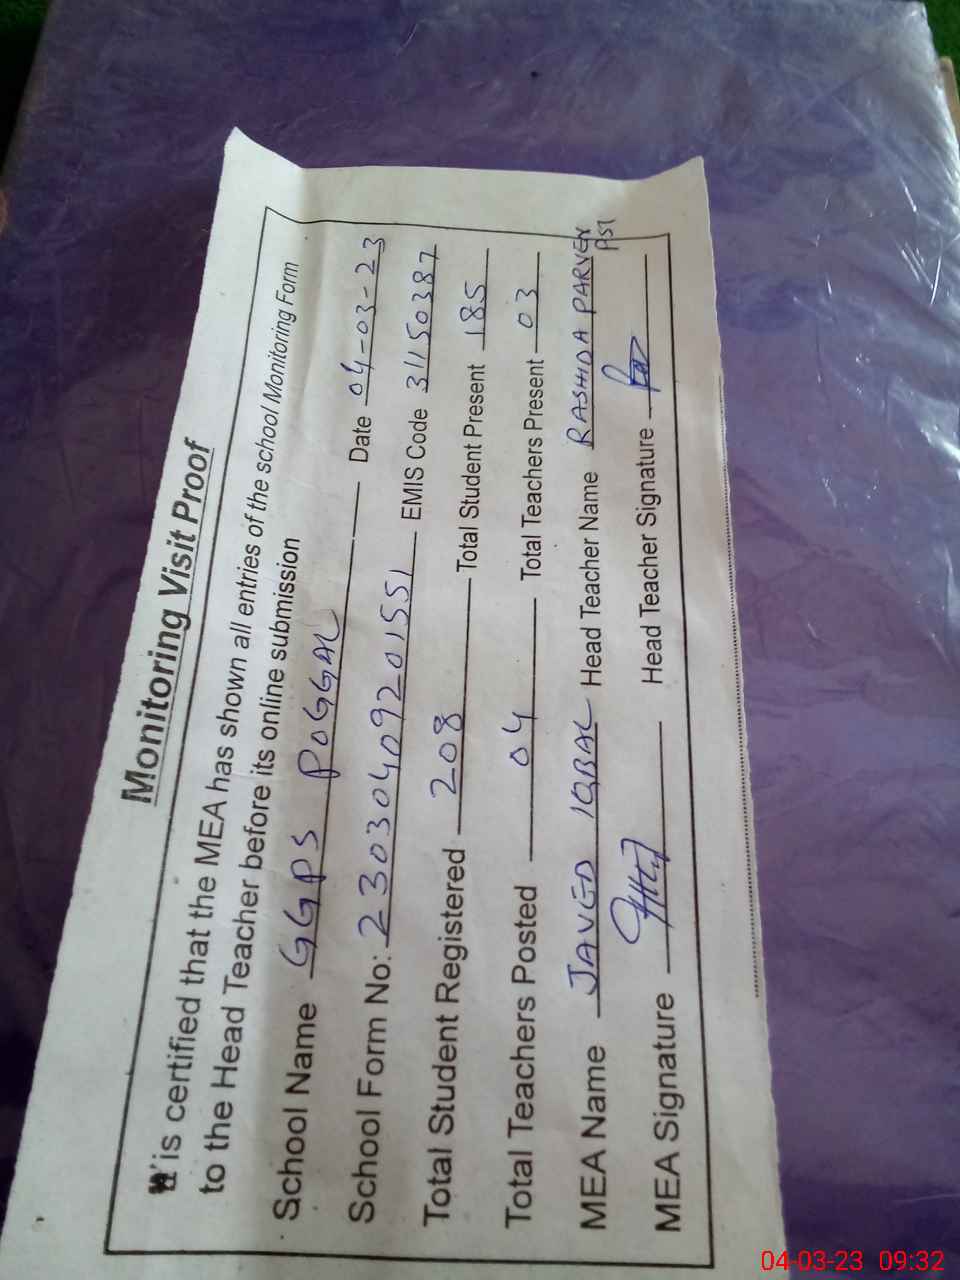 Monitoring Visit Proof
It is certified that the MEA has shown all entries of the school Monitoring Form
to the Head Teacher before its online submission
School Name GGPS POGGAL Date 04-03-23
School Form No: 23030409201551 EMIS Code 31150387
Total Student Registered 208 Total Student Present 185
Total Teachers Posted 04 Total Teachers Present 03
MEA Name JAVED IQBAL Head Teacher Name RASHIDA PARVEN
PST
MEA Signature Head Teacher Signature
04-03-23 09:32